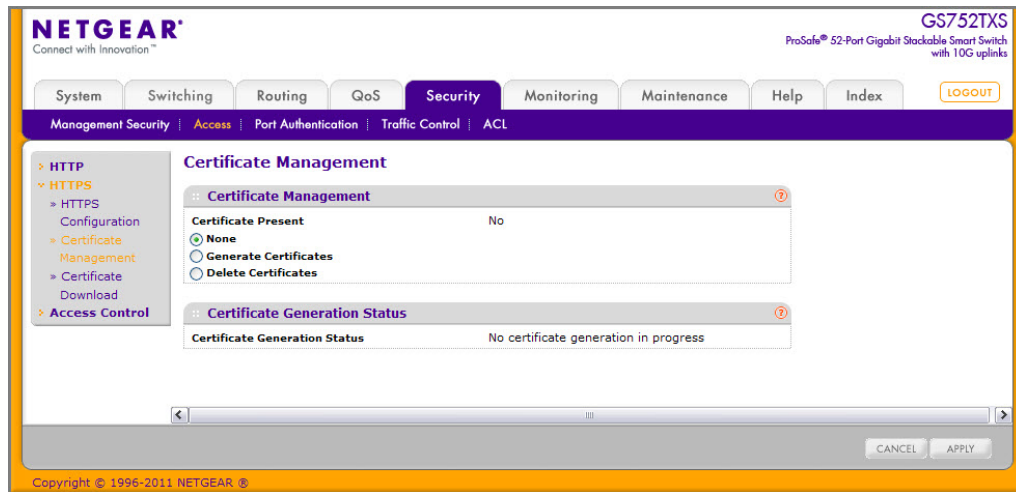 NETGEAR®
Connect with Innovation™
GS752TXS
ProSafe® 52-Port Gigabit Stackable Smart Switch
with 10G uplinks
System Switching Routing QoS Security Monitoring Maintenance Help Index LOGOUT
Management Security Access Port Authentication Traffic Control ACL
HTTP
HTTPS
» HTTPS
Configuration
» Certificate
Management
» Certificate
Download
Access Control
Certificate Management
Certificate Management ?
Certificate Present No
None
Generate Certificates
Delete Certificates
Certificate Generation Status ?
Certificate Generation Status No certificate generation in progress
CANCEL APPLY
Copyright © 1996-2011 NETGEAR ®